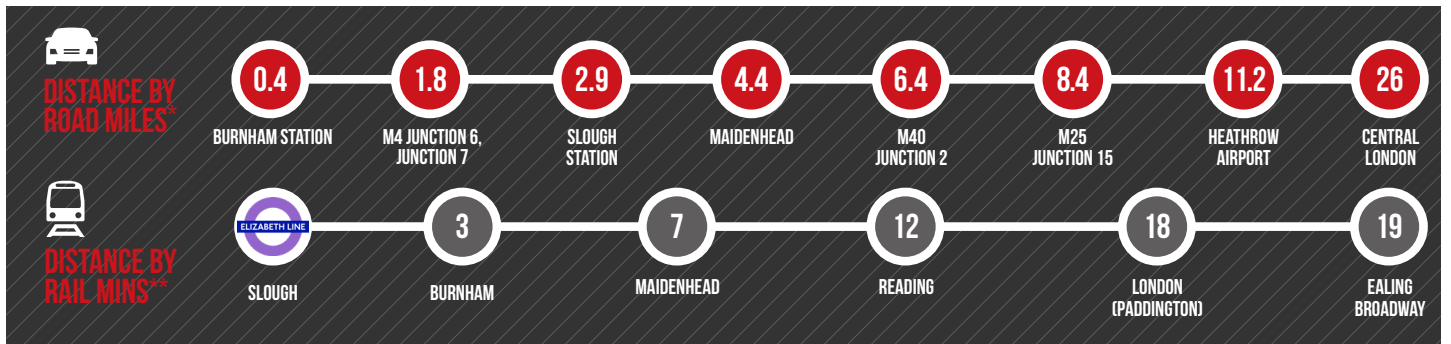 DISTANCE BY
ROAD MILES*
0.4
1.8
2.9
4.4
6.4
8.4
11.2
26
BURNHAM STATION
M4 JUNCTION 6,
JUNCTION 7
SLOUGH
STATION
MAIDENHEAD
M40
JUNCTION 2
M25
JUNCTION 15
HEATHROW
AIRPORT
CENTRAL
LONDON
DISTANCE BY
RAIL MINS**
ELIZABETH LINE
3
7
12
18
19
SLOUGH
BURNHAM
MAIDENHEAD
READING
LONDON
(PADDINGTON)
EALING
BROADWAY